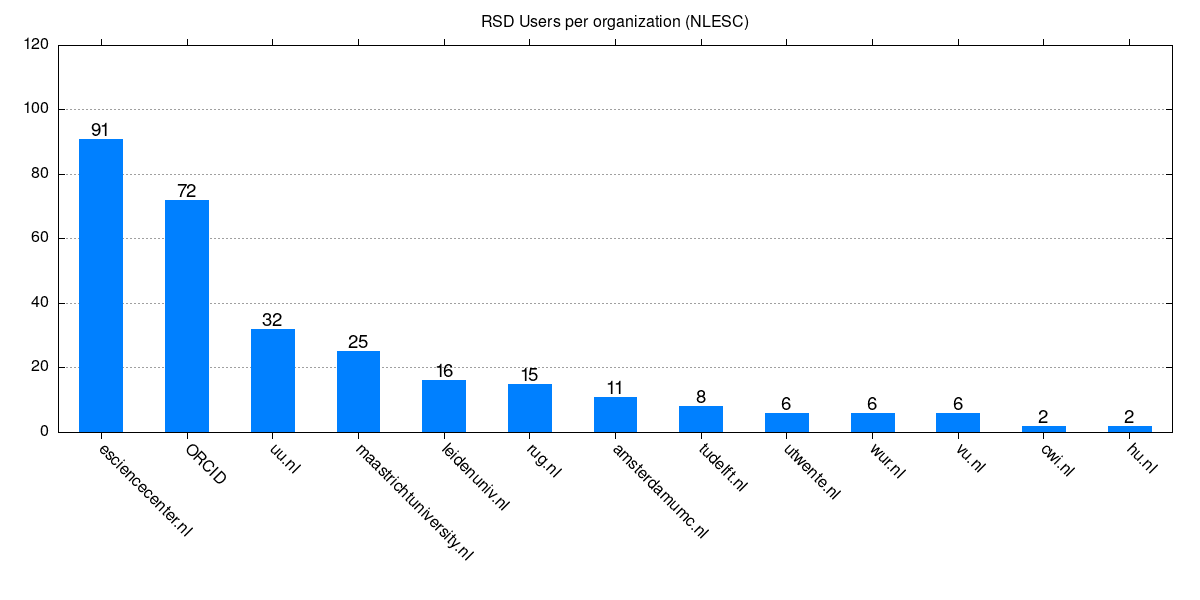 RSD Users per organization (NLESC)
120
100
80
60
40
20
0
91
72
32
25
16
15
11
8
6
6
6
2
2
esciencecenter.nl
ORCID
uu.nl
maastrichtuniversity.nl
leidenuniv.nl
rug.nl
amsterdamumc.nl
tudelft.nl
utwente.nl
wur.nl
vu.nl
cwi.nl
hu.nl